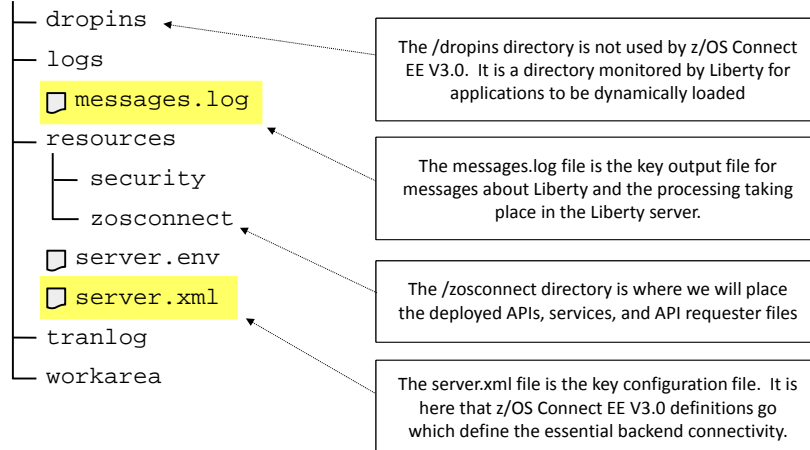 dropins
logs
messages.log
resources
security
zosconnect
server.env
server.xml
tranlog
workarea
The /dropins directory is not used by z/OS Connect
EE V3.0. It is a directory monitored by Liberty for
applications to be dynamically loaded
The messages.log file is the key output file for
messages about Liberty and the processing taking
place in the Liberty server.
The /zosconnect directory is where we will place
the deployed APIs, services, and API requester files
The server.xml file is the key configuration file. It is
here that z/OS Connect EE V3.0 definitions go
which define the essential backend connectivity.